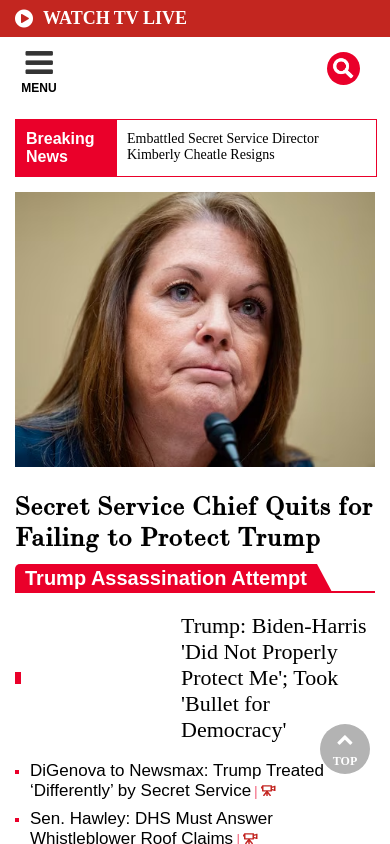 WATCH TV LIVE
MENU
Breaking
News
Embattled Secret Service Director
Kimberly Cheatle Resigns
Secret Service Chief Quits for
Failing to Protect Trump
Trump Assassination Attempt
Trump: Biden-Harris
'Did Not Properly
Protect Me'; Took
'Bullet for
Democracy'
TOP
DiGenova to Newsmax: Trump Treated
‘Differently’ by Secret Service |
Sen. Hawley: DHS Must Answer
Whistleblower Roof Claims |